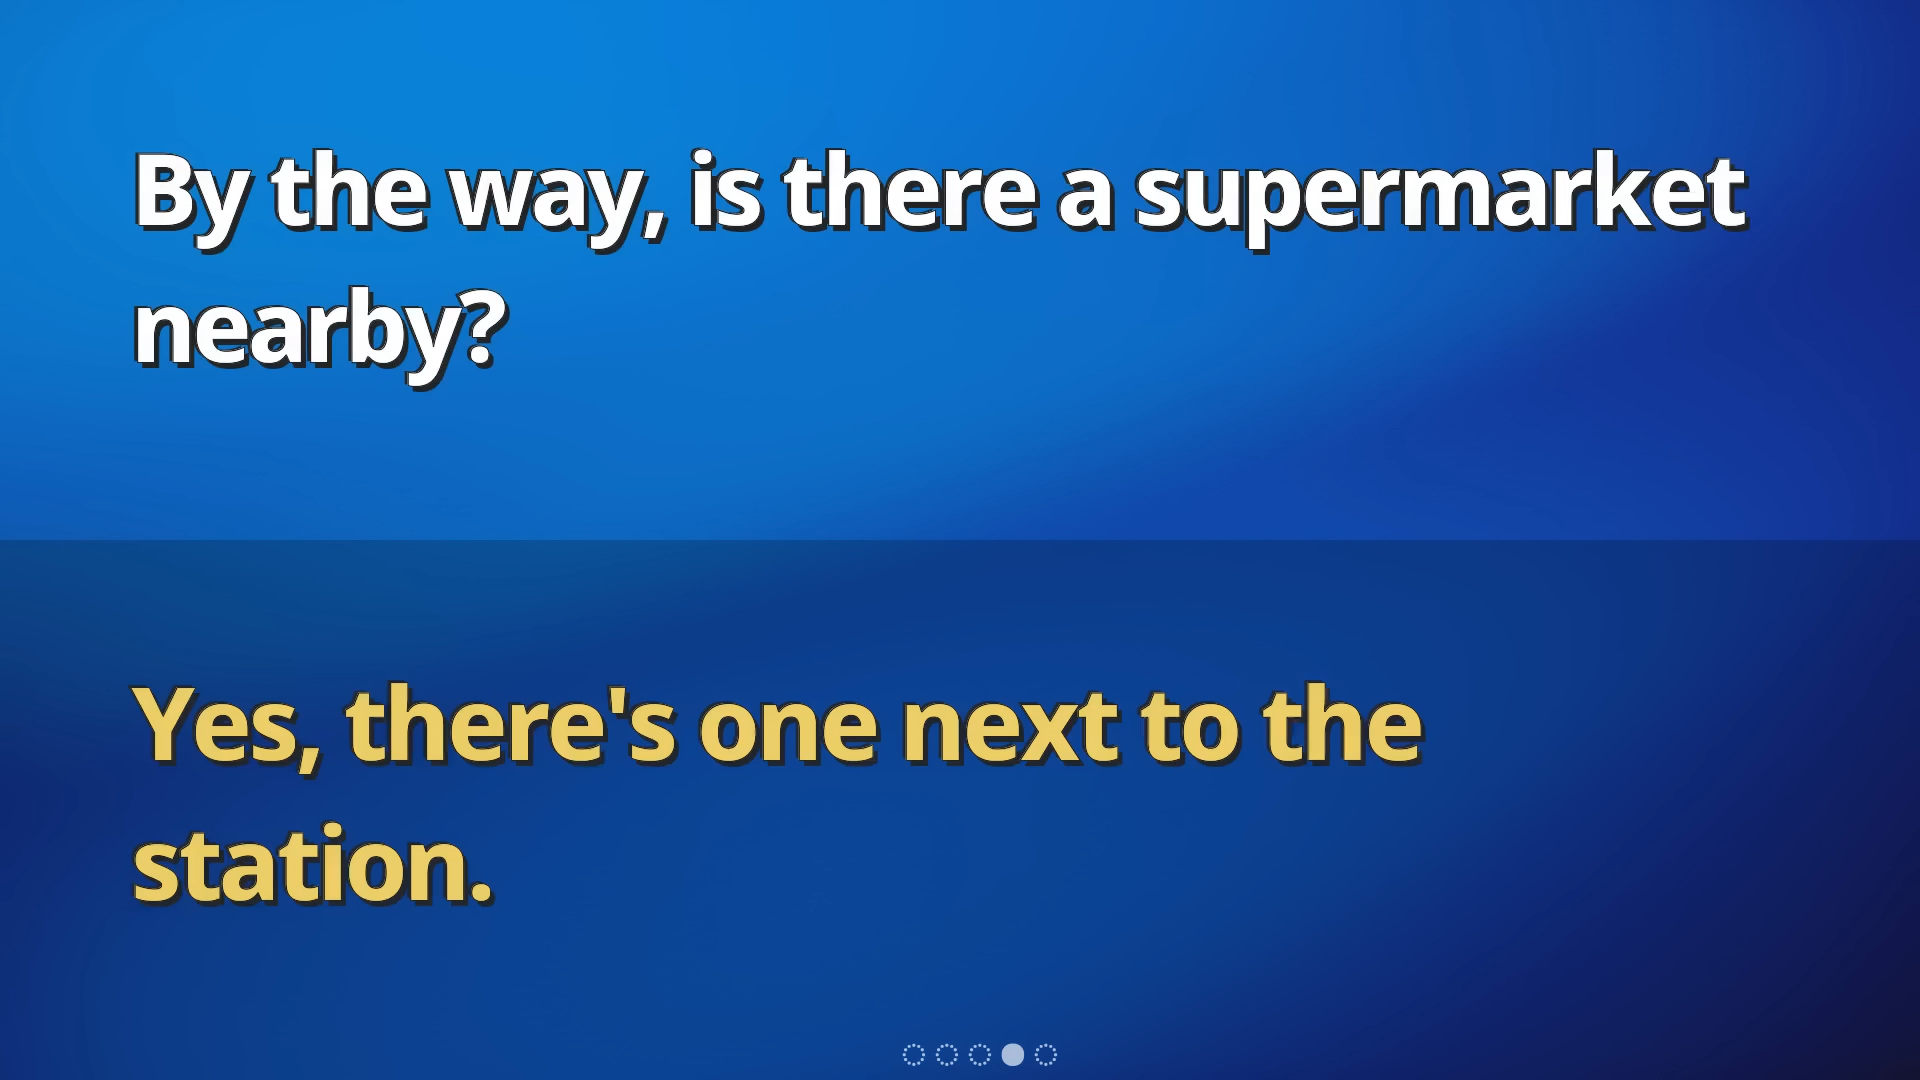 By the way, is there a supermarket
nearby?
Yes, there's one next to the
station.